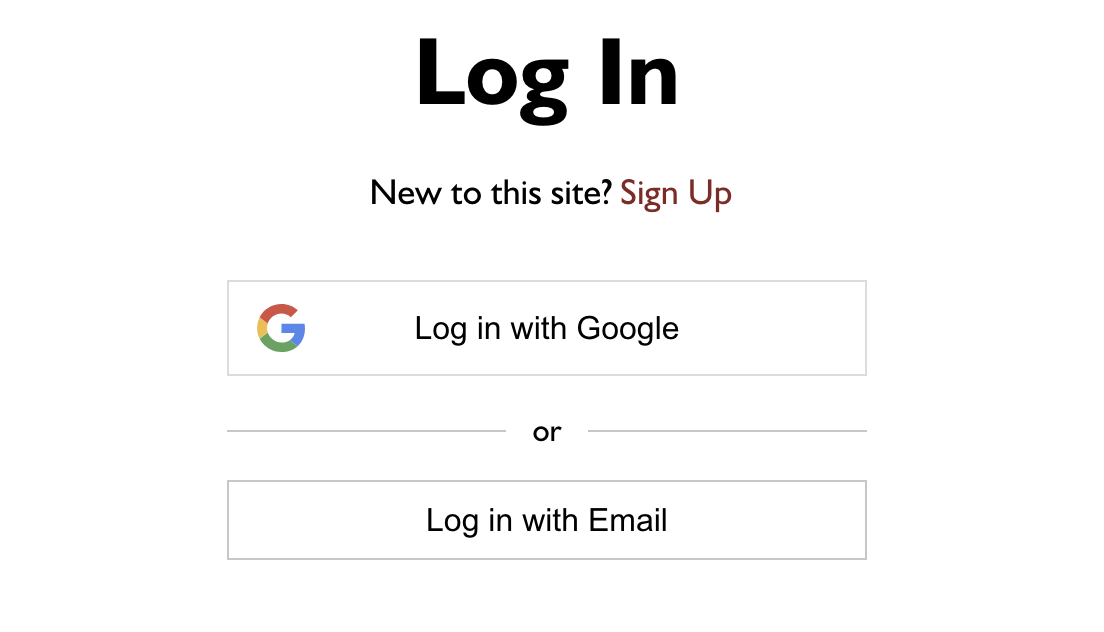 Log In
New to this site? Sign Up
Log in with Google
or
Log in with Email